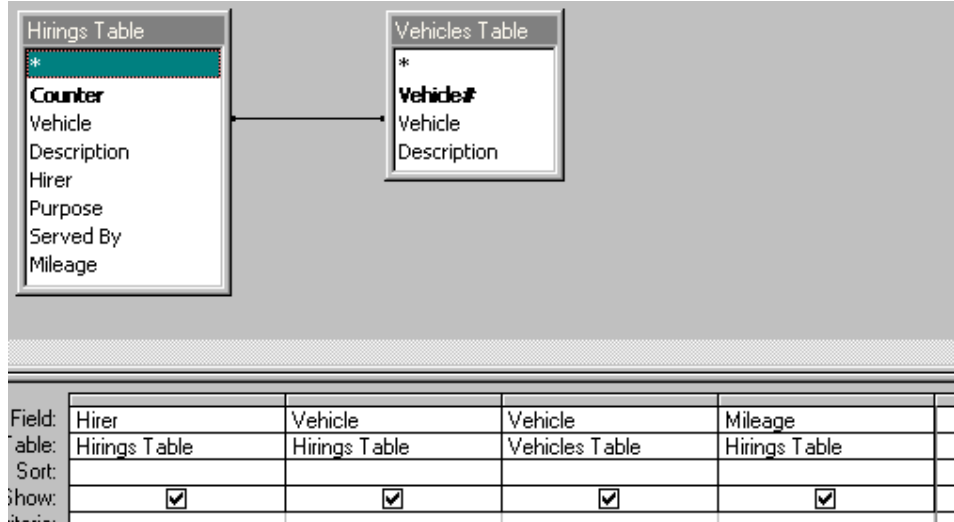 Hirings Table
*
Counter
Vehicle
Description
Hirer
Purpose
Served By
Mileage
Vehicles Table
*
Vehicle#
Vehicle
Description
Field: Hirer Vehicle Vehicle Mileage
Table: Hirings Table Hirings Table Vehicles Table Hirings Table
Sort:
Show: